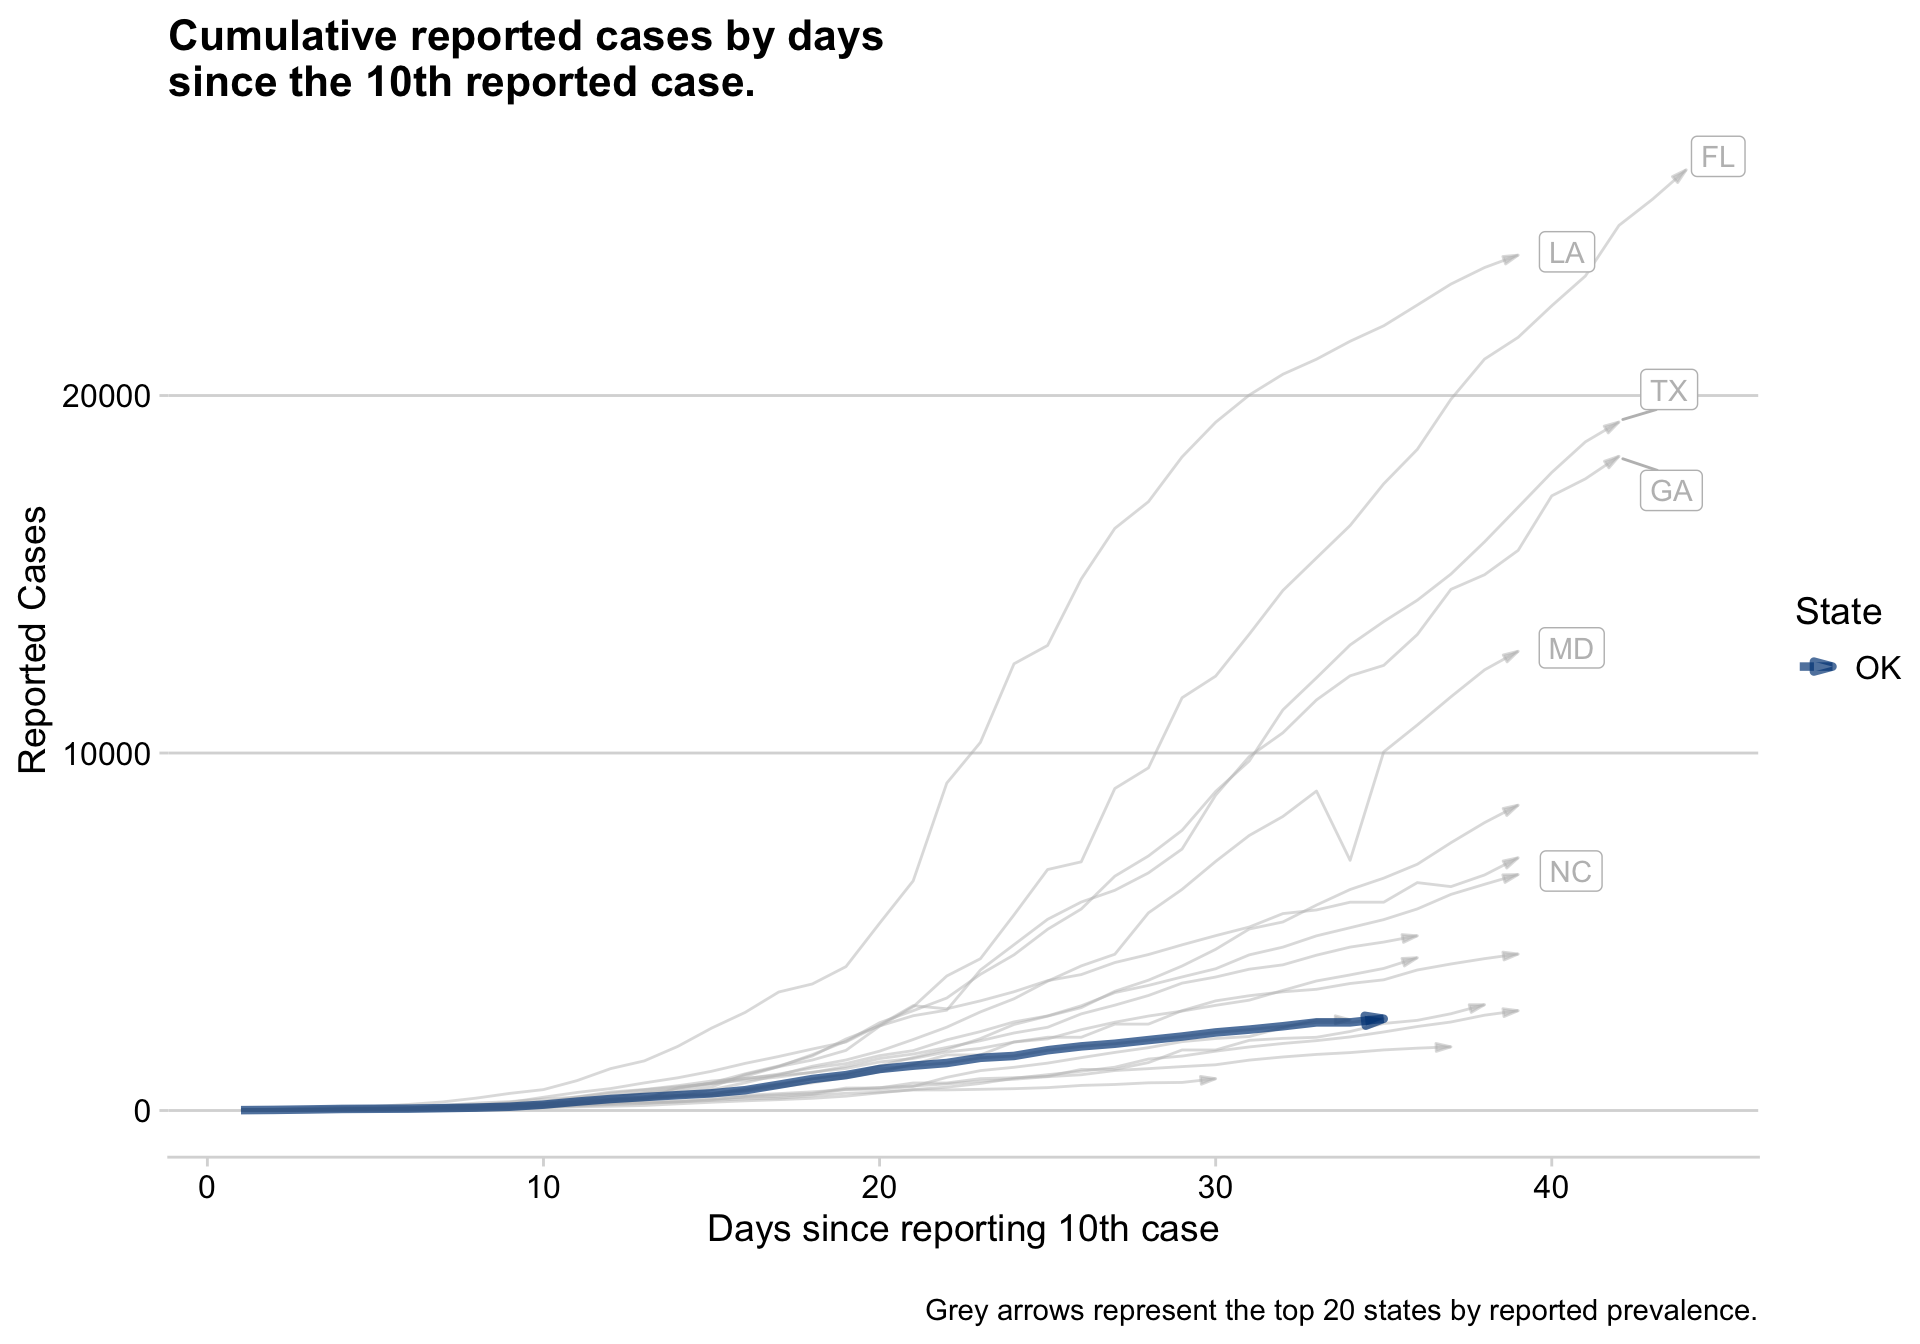 Cumulative reported cases by days
since the 10th reported case.
FL
LA
20000
TX
GA
Reported Cases
State
MD
OK
10000
NC
0
0 10 20 30 40
Days since reporting 10th case
Grey arrows represent the top 20 states by reported prevalence.